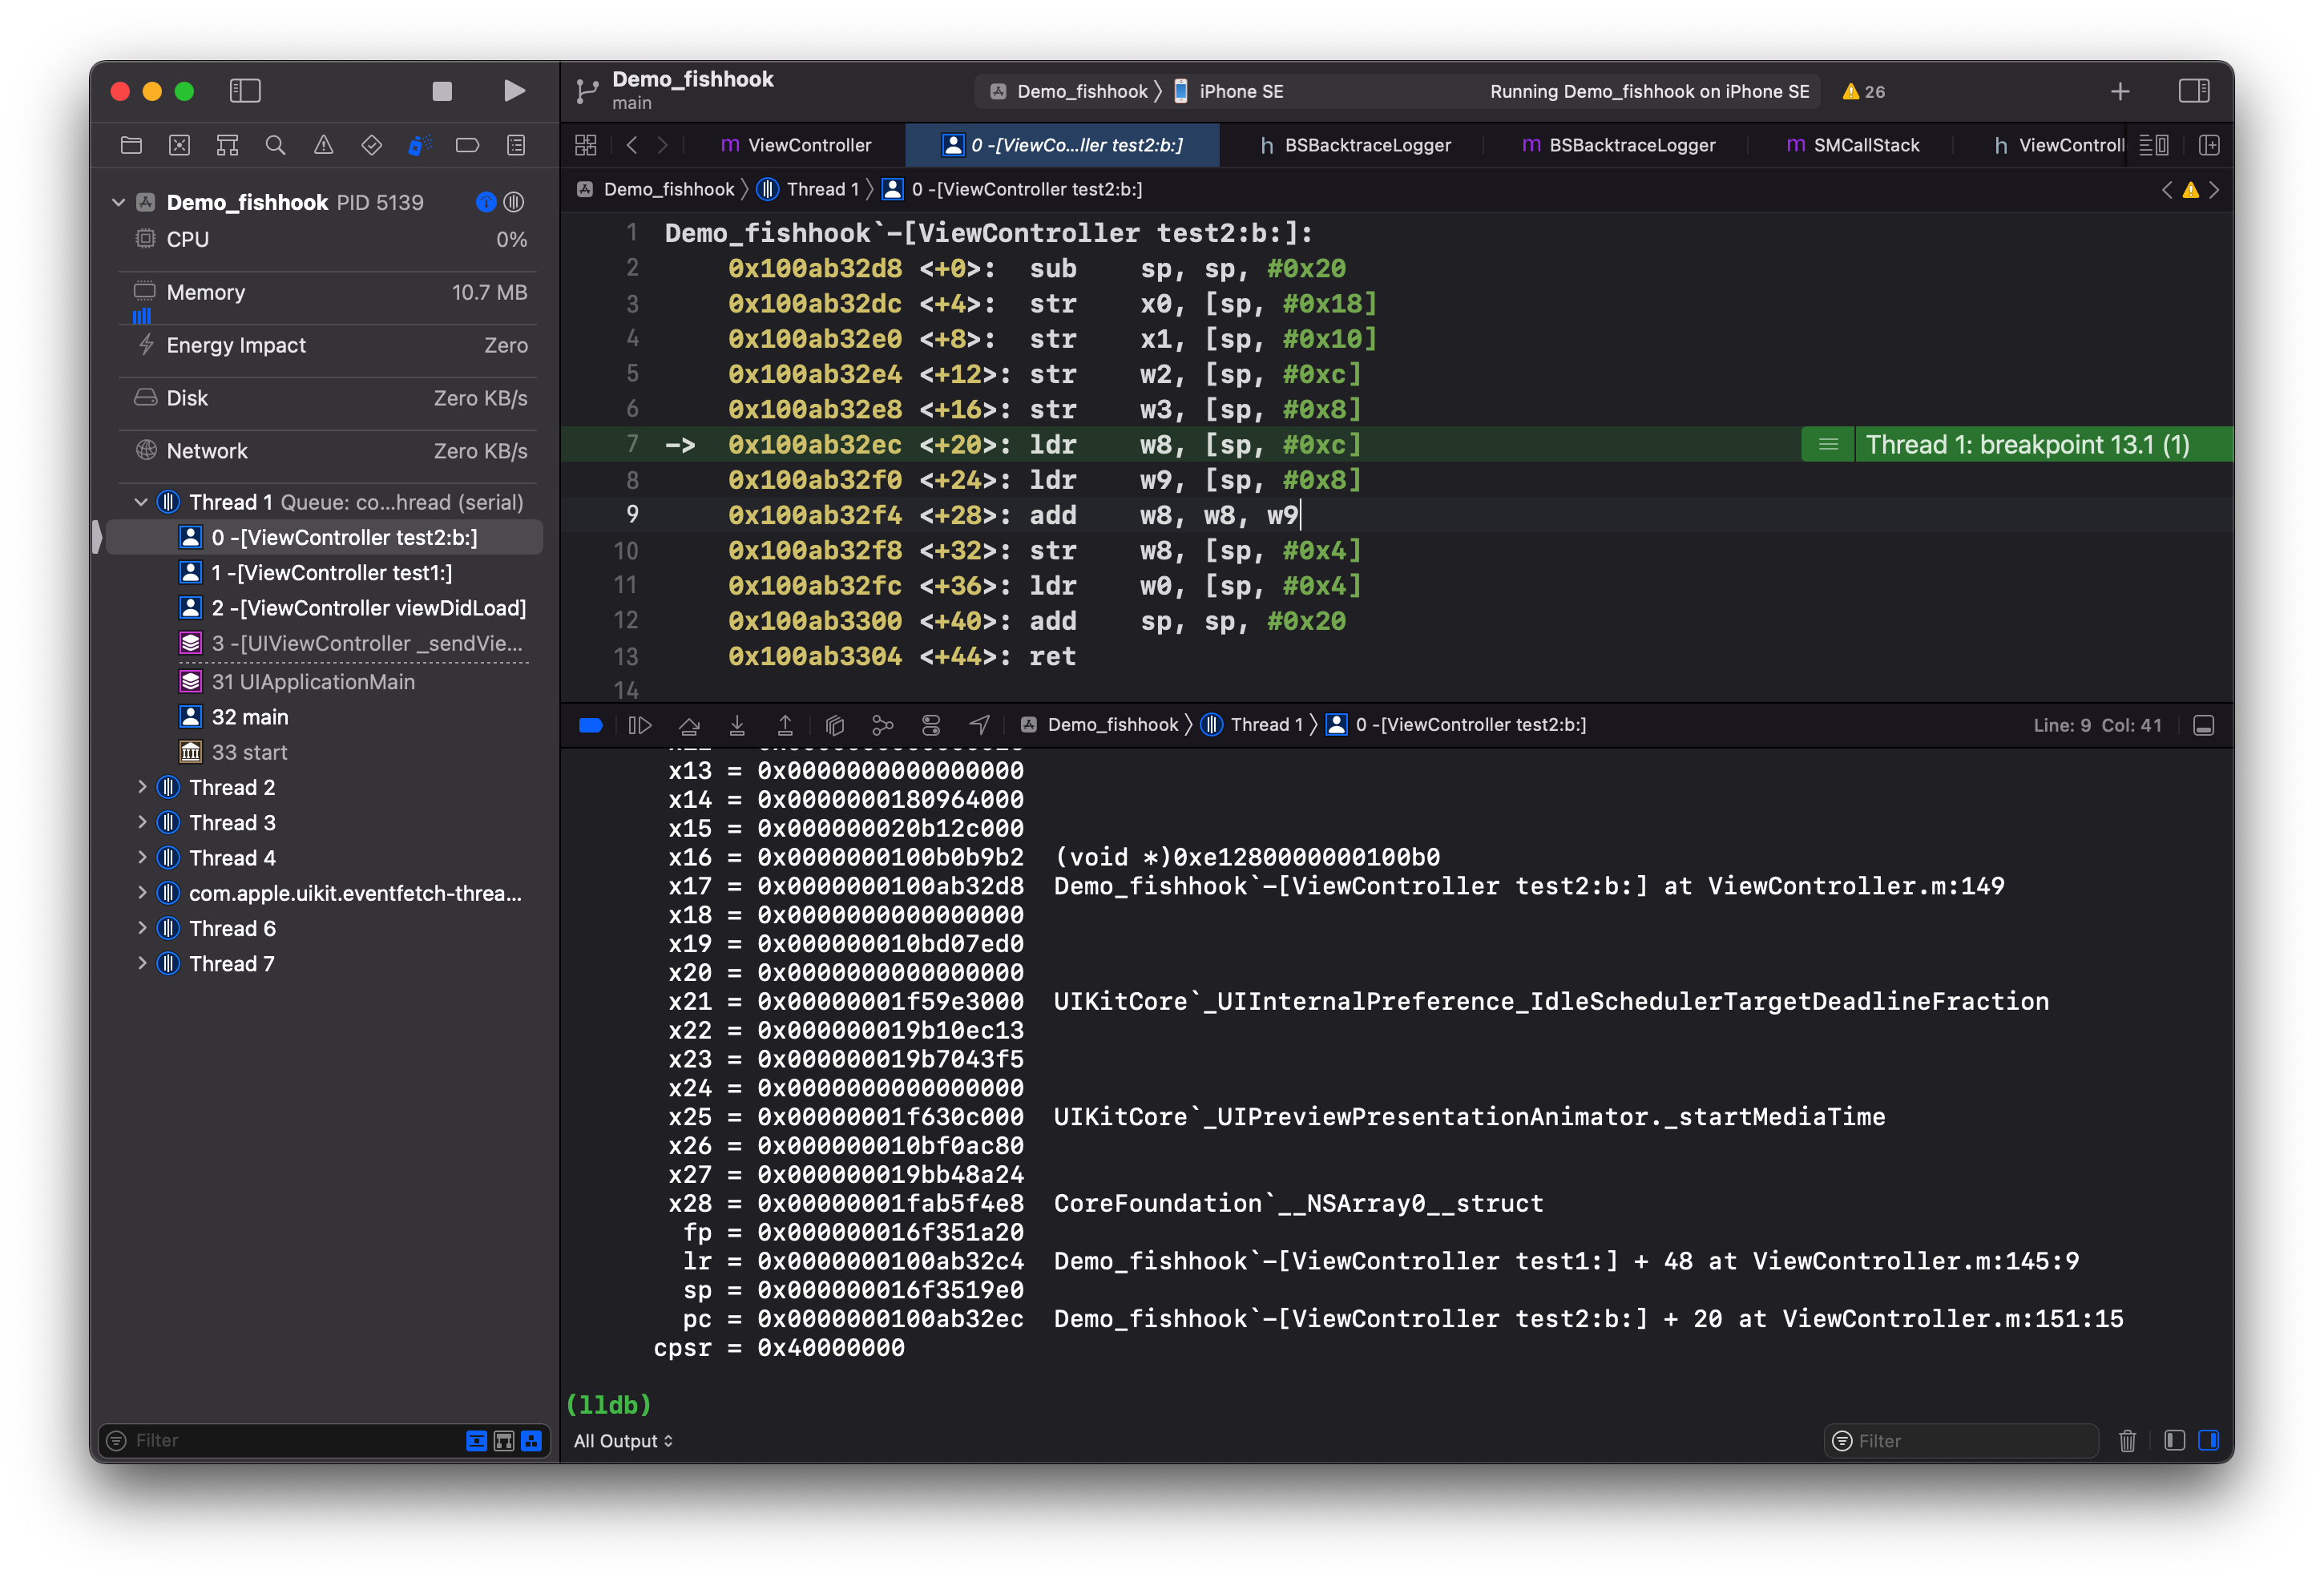 Demo_fishhook
main
Demo_fishhook
iPhone SE
Running Demo_fishhook on iPhone SE
26
ViewController
0 -[ViewCo...ller test2:b:]
h BSBacktraceLogger
m BSBacktraceLogger
m SMCallStack
h ViewControll
Demo_fishhook
Thread 1
0 -[ViewController test2:b:]
Demo_fishhook PID 5139
CPU 0%
Memory 10.7 MB
Energy Impact Zero
Disk Zero KB/s
Network Zero KB/s
Thread 1 Queue: co...hread (serial)
0 -[ViewController test2:b:]
1 -[ViewController test1:]
2 -[ViewController viewDidLoad]
3 -[UIViewController _sendVie...
31 UIApplicationMain
32 main
33 start
Thread 2
Thread 3
Thread 4
com.apple.uikit.eventfetch-threa...
Thread 6
Thread 7
Filter
1 Demo_fishhook`-[ViewController test2:b:]:
2 0x100ab32d8 <+0>: sub sp, sp, #0x20
3 0x100ab32dc <+4>: str x0, [sp, #0x18]
4 0x100ab32e0 <+8>: str x1, [sp, #0x10]
5 0x100ab32e4 <+12>: str w2, [sp, #0xc]
6 0x100ab32e8 <+16>: str w3, [sp, #0x8]
7 -> 0x100ab32ec <+20>: ldr w8, [sp, #0xc]
Thread 1: breakpoint 13.1 (1)
8 0x100ab32f0 <+24>: ldr w9, [sp, #0x8]
9 0x100ab32f4 <+28>: add w8, w8, w9
10 0x100ab32f8 <+32>: str w8, [sp, #0x4]
11 0x100ab32fc <+36>: ldr w0, [sp, #0x4]
12 0x100ab3300 <+40>: add sp, sp, #0x20
13 0x100ab3304 <+44>: ret
14
Demo_fishhook
Thread 1
0 -[ViewController test2:b:]
Line: 9 Col: 41
x13 = 0x0000000000000000
x14 = 0x0000000180964000
x15 = 0x000000020b12c000
x16 = 0x0000000100b0b9b2 (void *)0xe1280000000100b0
x17 = 0x0000000100ab32d8 Demo_fishhook`-[ViewController test2:b:] at ViewController.m:149
x18 = 0x0000000000000000
x19 = 0x000000010bd07ed0
x20 = 0x0000000000000000
x21 = 0x00000001f59e3000 UIKitCore`_UIInternalPreference_IdleSchedulerTargetDeadlineFraction
x22 = 0x000000019b10ec13
x23 = 0x000000019b7043f5
x24 = 0x0000000000000000
x25 = 0x00000001f630c000 UIKitCore`_UIPreviewPresentationAnimator._startMediaTime
x26 = 0x000000010bf0ac80
x27 = 0x000000019bb48a24
x28 = 0x00000001fab5f4e8 CoreFoundation`__NSArray0__struct
fp = 0x000000016f351a20
lr = 0x0000000100ab32c4 Demo_fishhook`-[ViewController test1:] + 48 at ViewController.m:145:9
sp = 0x000000016f3519e0
pc = 0x0000000100ab32ec Demo_fishhook`-[ViewController test2:b:] + 20 at ViewController.m:151:15
cpsr = 0x40000000
(lldb)
All Output
Filter